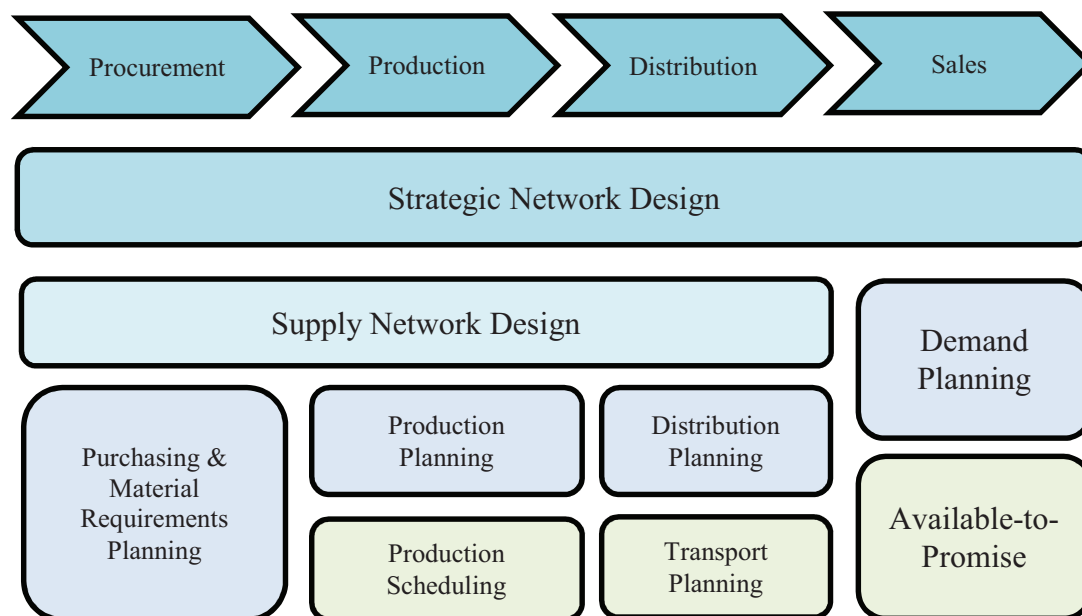 Procurement
Production
Distribution
Sales
Strategic Network Design
Supply Network Design
Demand
Planning
Purchasing &
Material
Requirements
Planning
Production
Planning
Distribution
Planning
Available-to-
Promise
Production
Scheduling
Transport
Planning